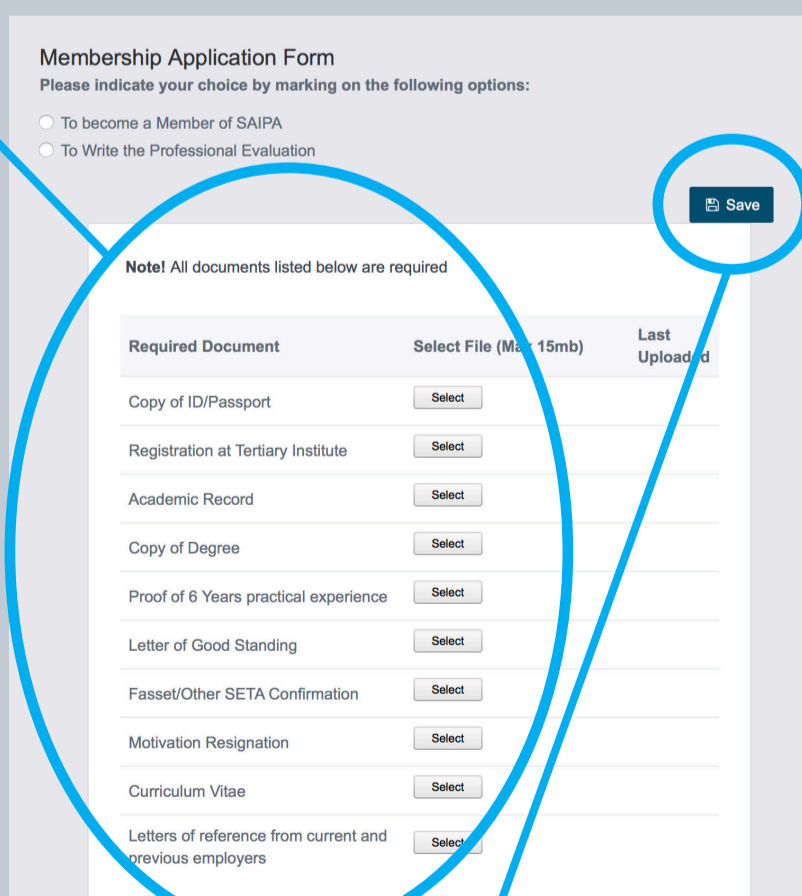 Membership Application Form
Please indicate your choice by marking on the following options:
To become a Member of SAIPA
To Write the Professional Evaluation
Save
Note! All documents listed below are required
Required Document Select File (Max 15mb) Last
Uploaded
Copy of ID/Passport Select
Registration at Tertiary Institute Select
Academic Record Select
Copy of Degree Select
Proof of 6 Years practical experience Select
Letter of Good Standing Select
Fasset/Other SETA Confirmation Select
Motivation Resignation Select
Curriculum Vitae Select
Letters of reference from current and
previous employers Select